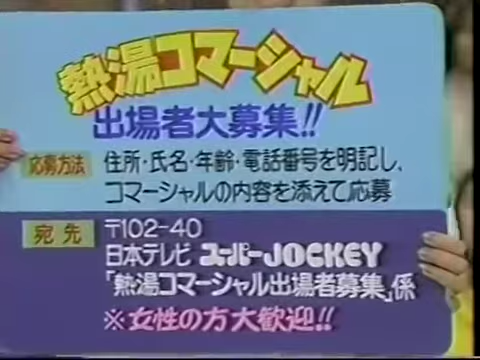 熱湯コマーシャル
出場者大募集!!
応募方法 住所・氏名・年齢・電話番号を明記し、
コマーシャルの内容を添えて応募
宛先 〒102-40
日本テレビ スーパーJOCKEY
「熱湯コマーシャル出場者募集」係
※女性の方大歓迎!!